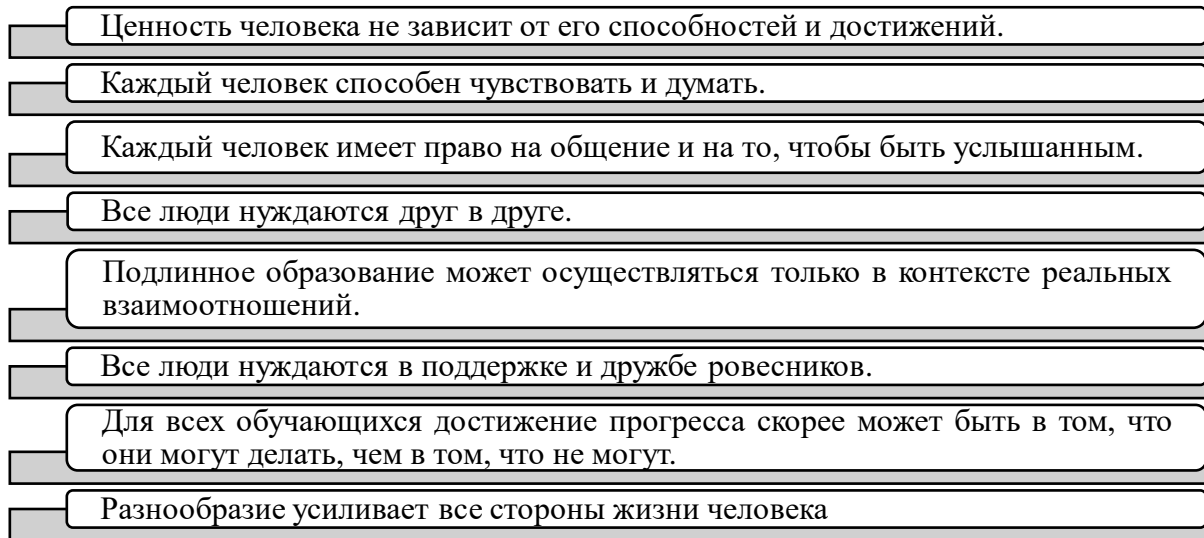 Ценность человека не зависит от его способностей и достижений.
Каждый человек способен чувствовать и думать.
Каждый человек имеет право на общение и на то, чтобы быть услышанным.
Все люди нуждаются друг в друге.
Подлинное образование может осуществляться только в контексте реальных
взаимоотношений.
Все люди нуждаются в поддержке и дружбе ровесников.
Для всех обучающихся достижение прогресса скорее может быть в том, что
они могут делать, чем в том, что не могут.
Разнообразие усиливает все стороны жизни человека